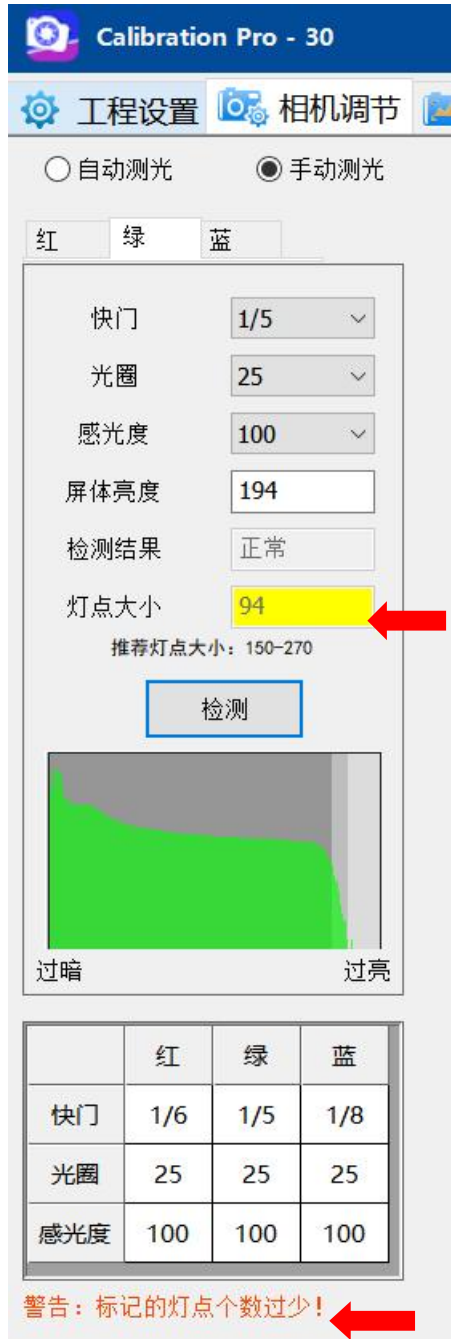 Calibration Pro - 30
工程设置 相机调节
自动测光 手动测光
红 绿 蓝
快门 1/5
光圈 25
感光度 100
屏体亮度 194
检测结果 正常
灯点大小 94
推荐灯点大小: 150-270
检测
过暗 过亮
红 绿 蓝
快门 1/6 1/5 1/8
光圈 25 25 25
感光度 100 100 100
警告: 标记的灯点个数过少!